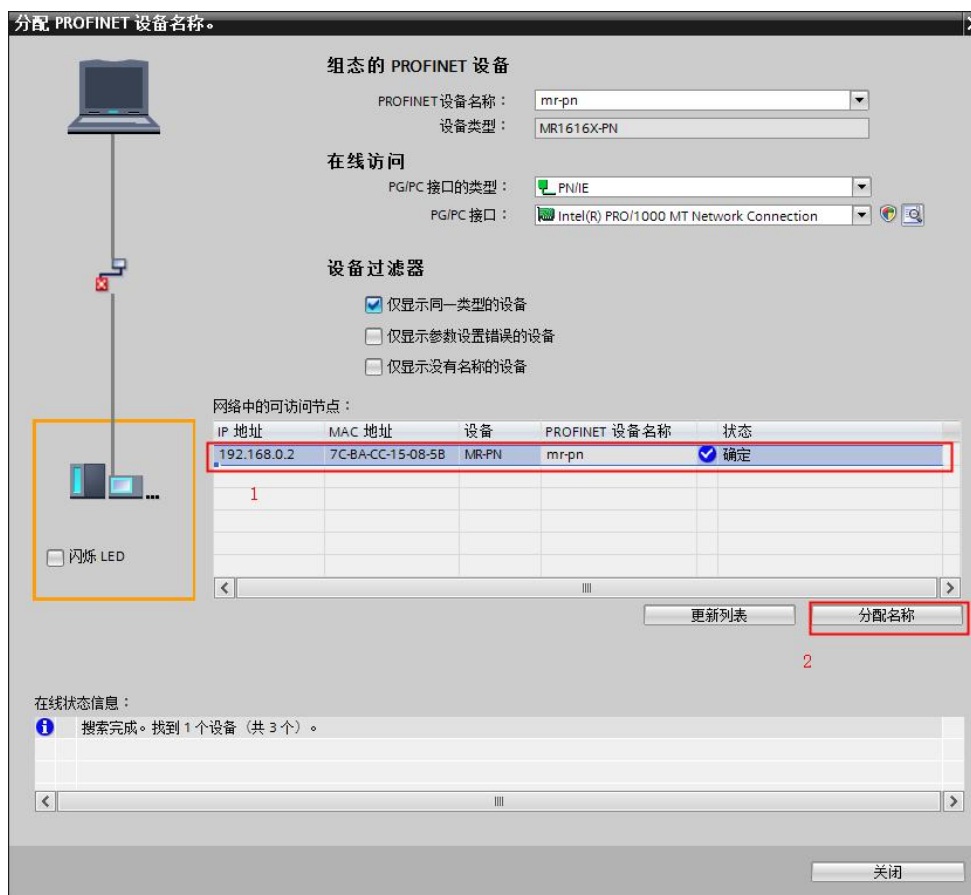 分配 PROFINET 设备名称。
组态的 PROFINET 设备
PROFINET设备名称： mr-pn
设备类型： MR1616X-PN
在线访问
PG/PC 接口的类型： PN/IE
PG/PC 接口： Intel(R) PRO/1000 MT Network Connection
设备过滤器
仅显示同一类型的设备
仅显示参数设置错误的设备
仅显示没有名称的设备
网络中的可访问节点：
IP 地址 MAC 地址 设备 PROFINET 设备名称 状态
192.168.0.2 7C-BA-CC-15-08-5B MR-PN mr-pn 确定
1
闪烁 LED
更新列表 分配名称
2
在线状态信息：
搜索完成。找到 1 个设备（共 3 个）。
关闭